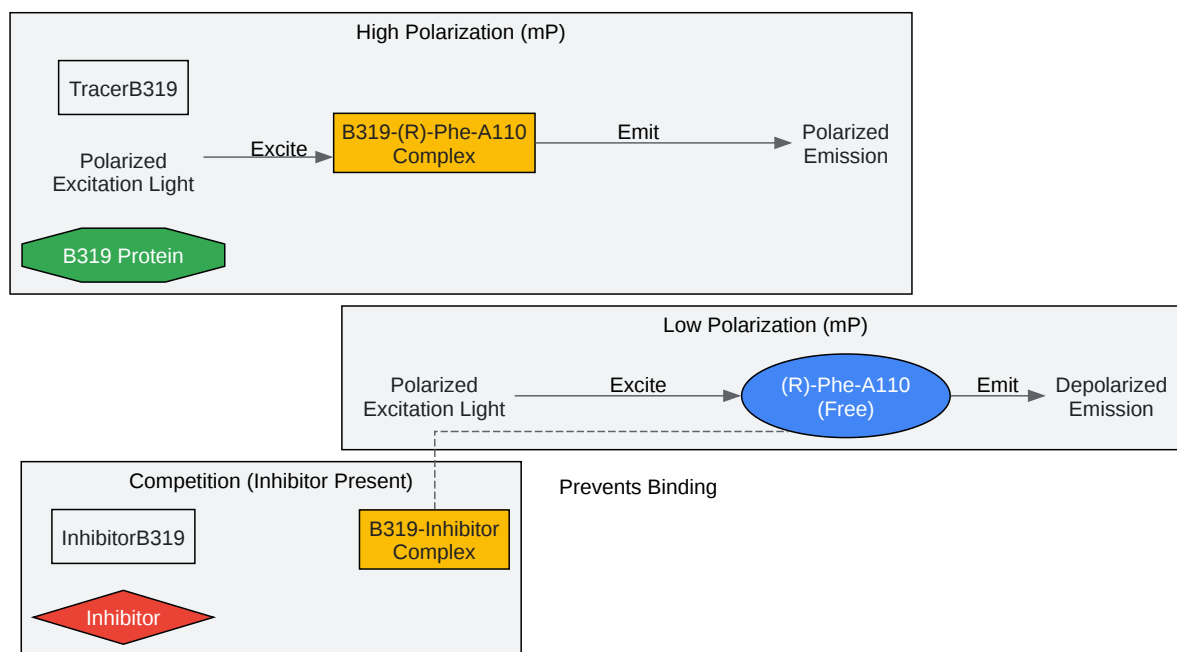 High Polarization (mP)
TracerB319
Polarized
Excitation Light
Excite
B319-(R)-Phe-A110
Complex
Emit
Polarized
Emission
B319 Protein
Low Polarization (mP)
Polarized
Excitation Light
Excite
(R)-Phe-A110
(Free)
Emit
Depolarized
Emission
Competition (Inhibitor Present)
Prevents Binding
InhibitorB319
B319-Inhibitor
Complex
Inhibitor